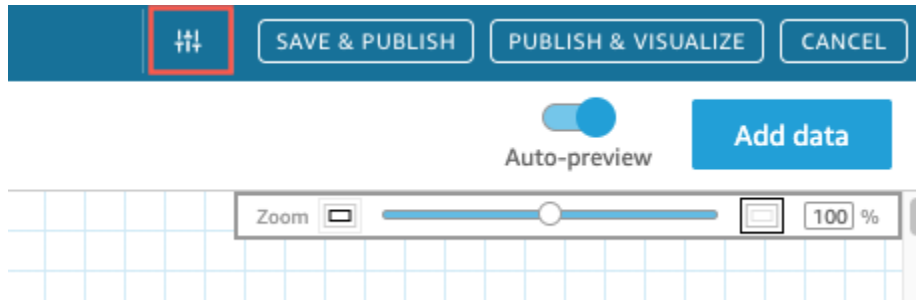 SAVE & PUBLISH PUBLISH & VISUALIZE CANCEL
Auto-preview Add data
Zoom 100 %